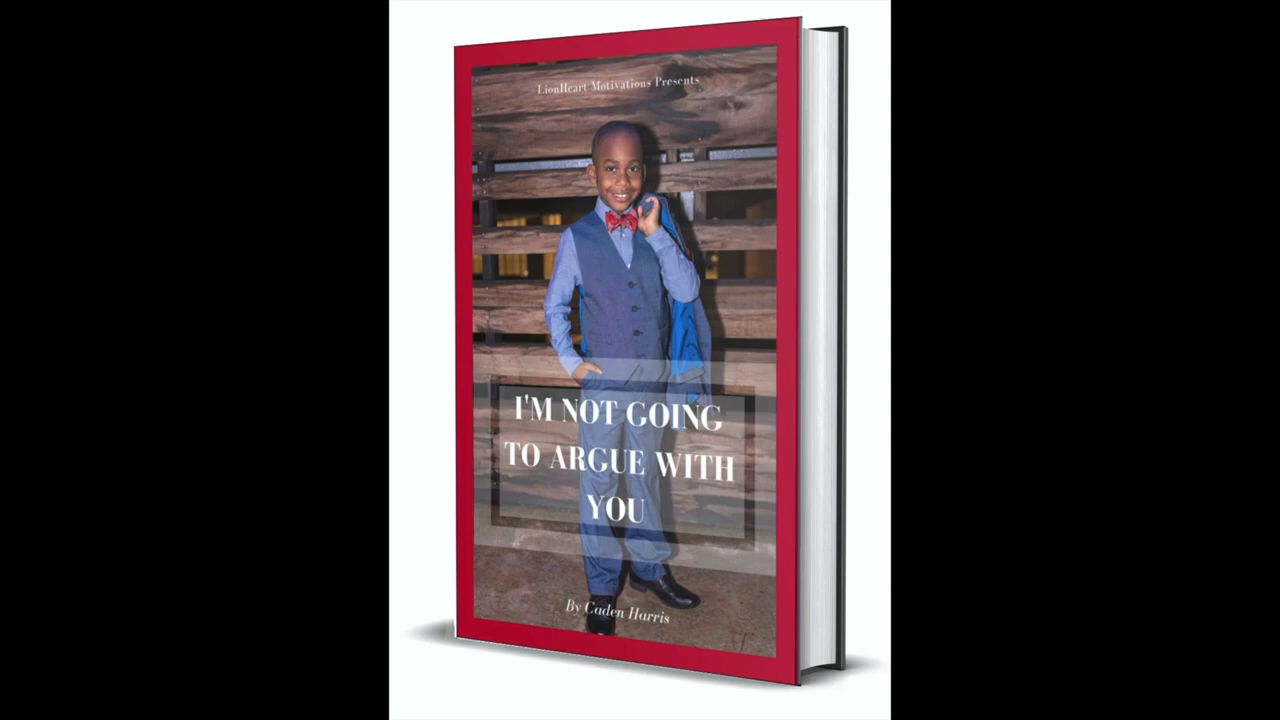 LionHeart Motivations Presents
I'M NOT GOING
TO ARGUE WITH
YOU
By Caden Harris